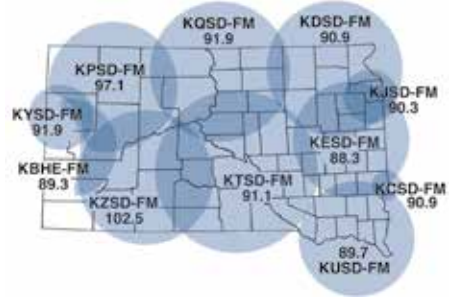 KQSD-FM
91.9
KDSD-FM
90.9
KPSD-FM
97.1
KJSD-FM
90.3
KYSD-FM
91.9
KESD-FM
88.3
KBHE-FM
89.3
KTSD-FM
91.1
KCSD-FM
90.9
KZSD-FM
102.5
89.7
KUSD-FM